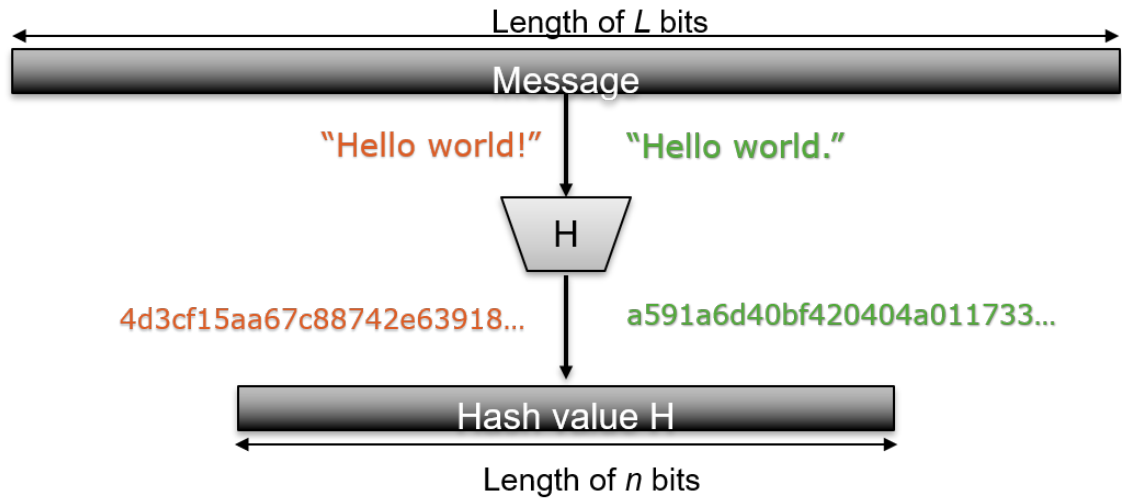 Length of L bits
Message
“Hello world!” “Hello world.”
H
4d3cf15aa67c88742e63918... a591a6d40bf420404a011733...
Hash value H
Length of n bits